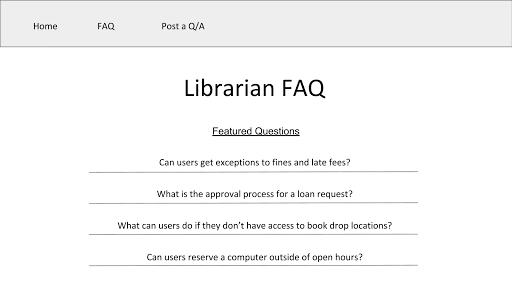 Home FAQ Post a Q/A
Librarian FAQ
Featured Questions
Can users get exceptions to fines and late fees?
What is the approval process for a loan request?
What can users do if they don't have access to book drop locations?
Can users reserve a computer outside of open hours?